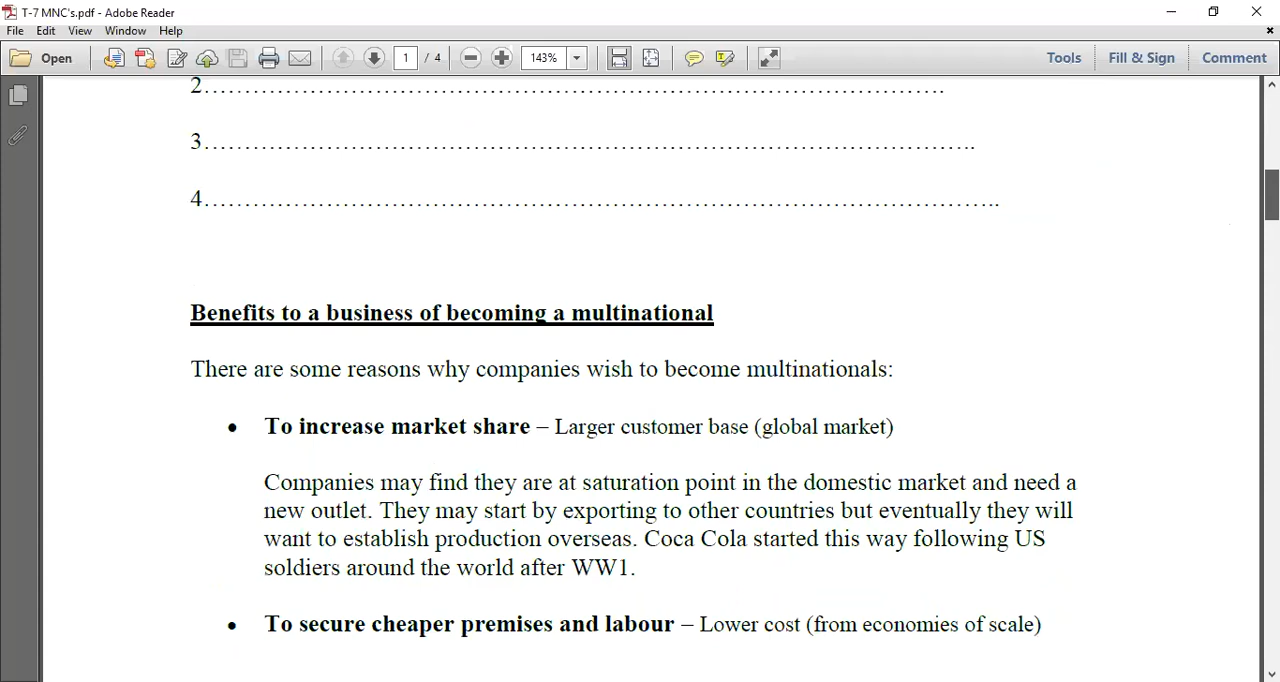 T-7 MNC's.pdf - Adobe Reader
File Edit View Window Help
Open 1 / 4 143% Tools Fill & Sign Comment
2…………………………………………………………………………….
3………………………………………………………………………………..
4…………………………………………………………………………………..
Benefits to a business of becoming a multinational
There are some reasons why companies wish to become multinationals:
• To increase market share – Larger customer base (global market)
Companies may find they are at saturation point in the domestic market and need a
new outlet. They may start by exporting to other countries but eventually they will
want to establish production overseas. Coca Cola started this way following US
soldiers around the world after WW1.
• To secure cheaper premises and labour – Lower cost (from economies of scale)